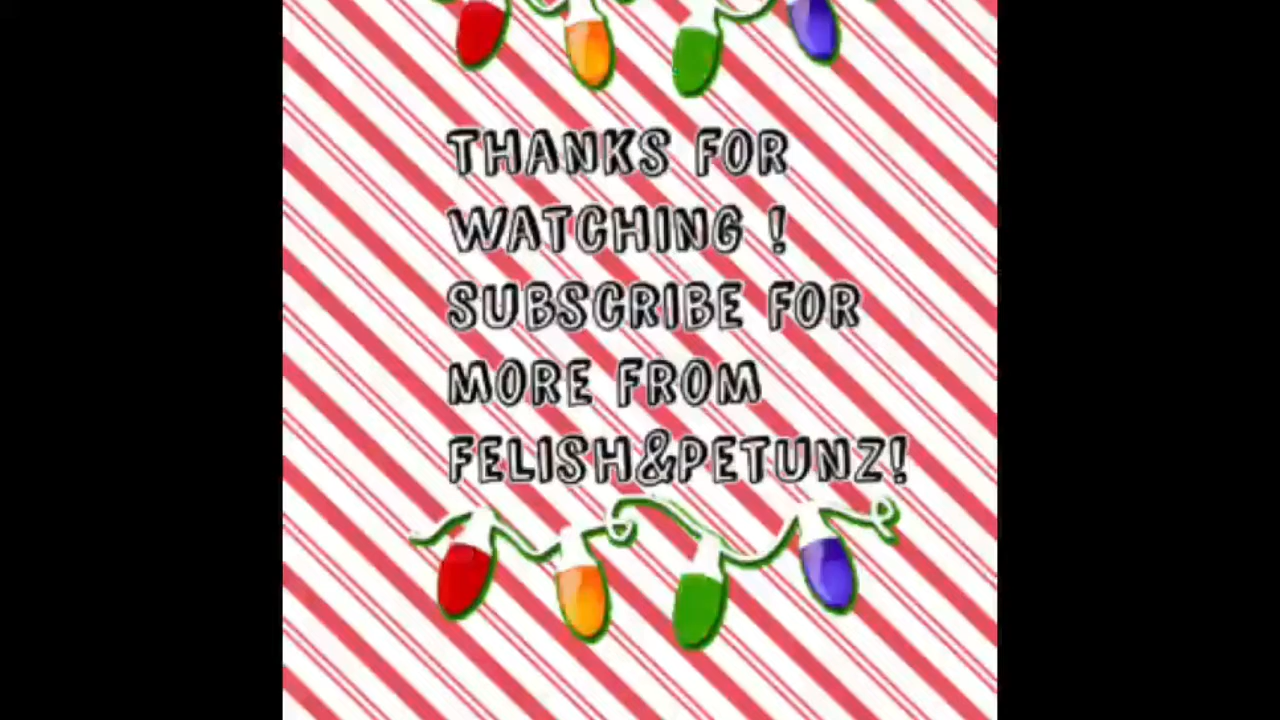 THANKS FOR
WATCHING !
SUBSCRIBE FOR
MORE FROM
FELISH&PETUNZ!